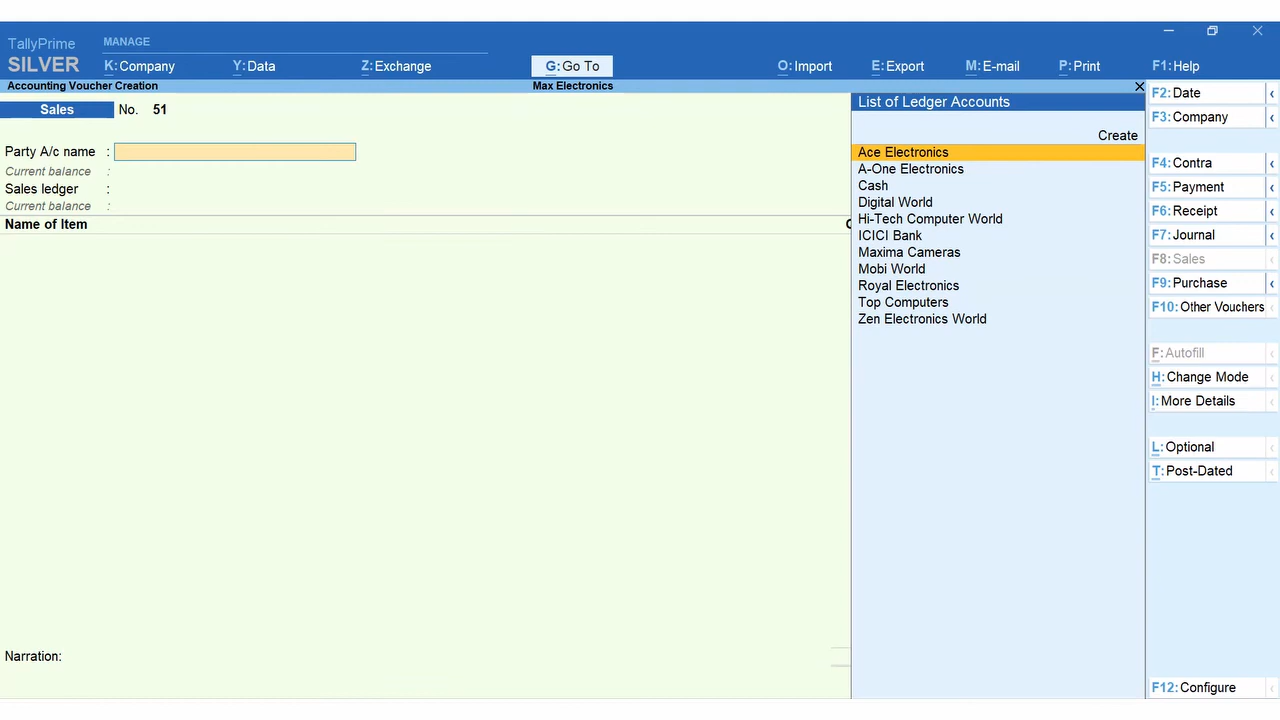 TallyPrime
SILVER
MANAGE
K:Company Y:Data Z:Exchange G:Go To O:Import E:Export M:E-mail P:Print F1:Help
Accounting Voucher Creation Max Electronics
Sales No. 51
Party A/c name :
Current balance :
Sales ledger :
Current balance :
Name of Item
Narration:
List of Ledger Accounts
Create
Ace Electronics
A-One Electronics
Cash
Digital World
Hi-Tech Computer World
ICICI Bank
Maxima Cameras
Mobi World
Royal Electronics
Top Computers
Zen Electronics World
F2:Date
F3:Company
F4:Contra
F5:Payment
F6:Receipt
F7:Journal
F8:Sales
F9:Purchase
F10:Other Vouchers
F:Autofill
H:Change Mode
I:More Details
L:Optional
T:Post-Dated
F12:Configure